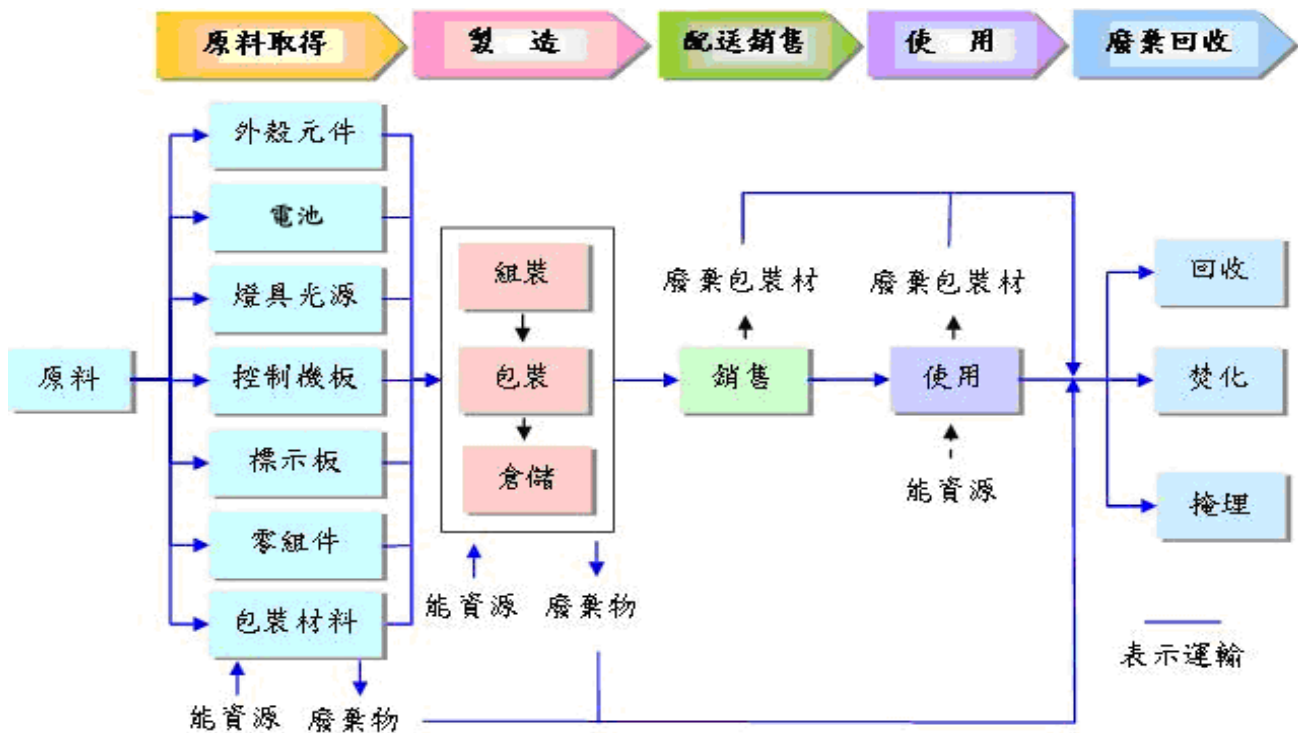 原料取得
製 造
配送銷售
使 用
廢棄回收
外殼元件
電池
燈具光源
控制機板
標示板
零組件
包裝材料
原料
能資源
廢棄物
組裝
包裝
倉儲
能資源
廢棄物
廢棄包裝材
銷售
廢棄包裝材
使用
能資源
回收
焚化
掩埋
表示運輸